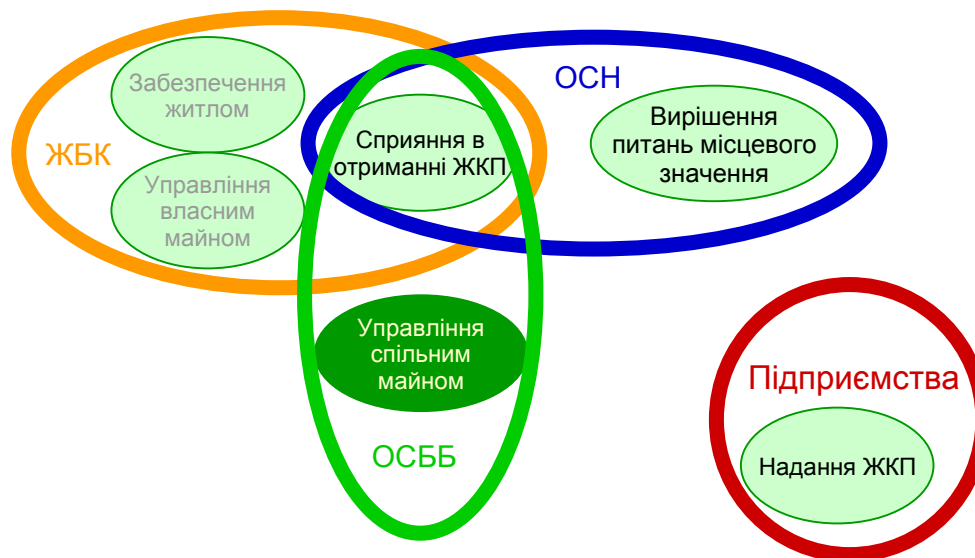 ЖБК
Забезпечення
житлом
Управління
власним
майном
Сприяння в
отриманні ЖКП
ОСН
Вирішення
питань місцевого
значення
Управління
спільним
майном
ОСББ
Підприємства
Надання ЖКП